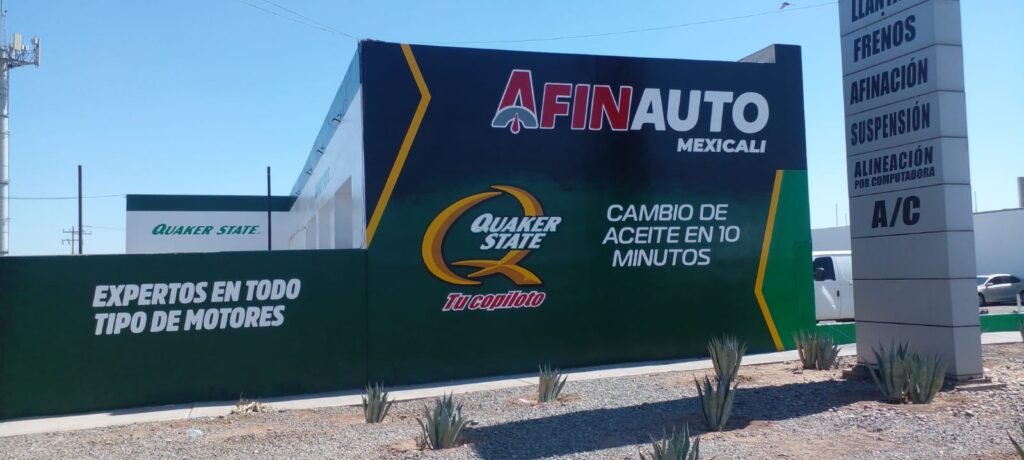 AFINAUTO
MEXICALI
QUAKER
STATE
Tu copiloto
CAMBIO DE
ACEITE EN 10
MINUTOS
QUAKER STATE
EXPERTOS EN TODO
TIPO DE MOTORES
FRENOS
AFINACIÓN
SUSPENSIÓN
ALINEACIÓN
POR COMPUTADORA
A/C